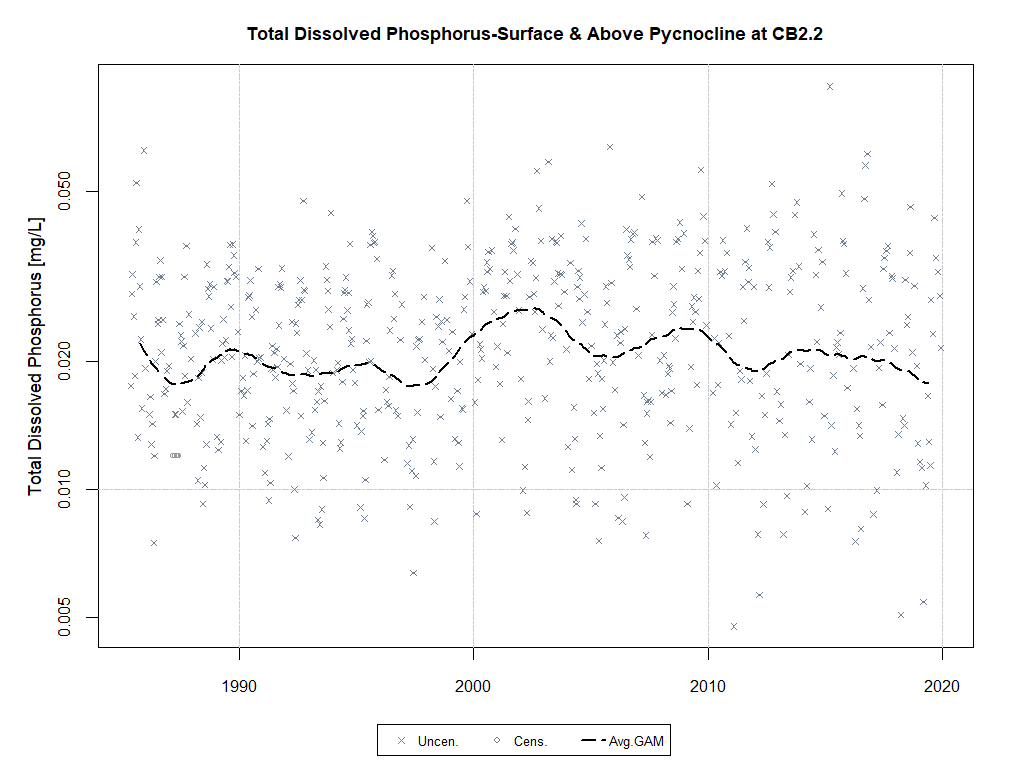 Total Dissolved Phosphorus-Surface & Above Pycnocline at CB2.2
Total Dissolved Phosphorus [mg/L]
0.050
0.020
0.010
0.005
1990 2000 2010 2020
Uncen. Cens. Avg.GAM